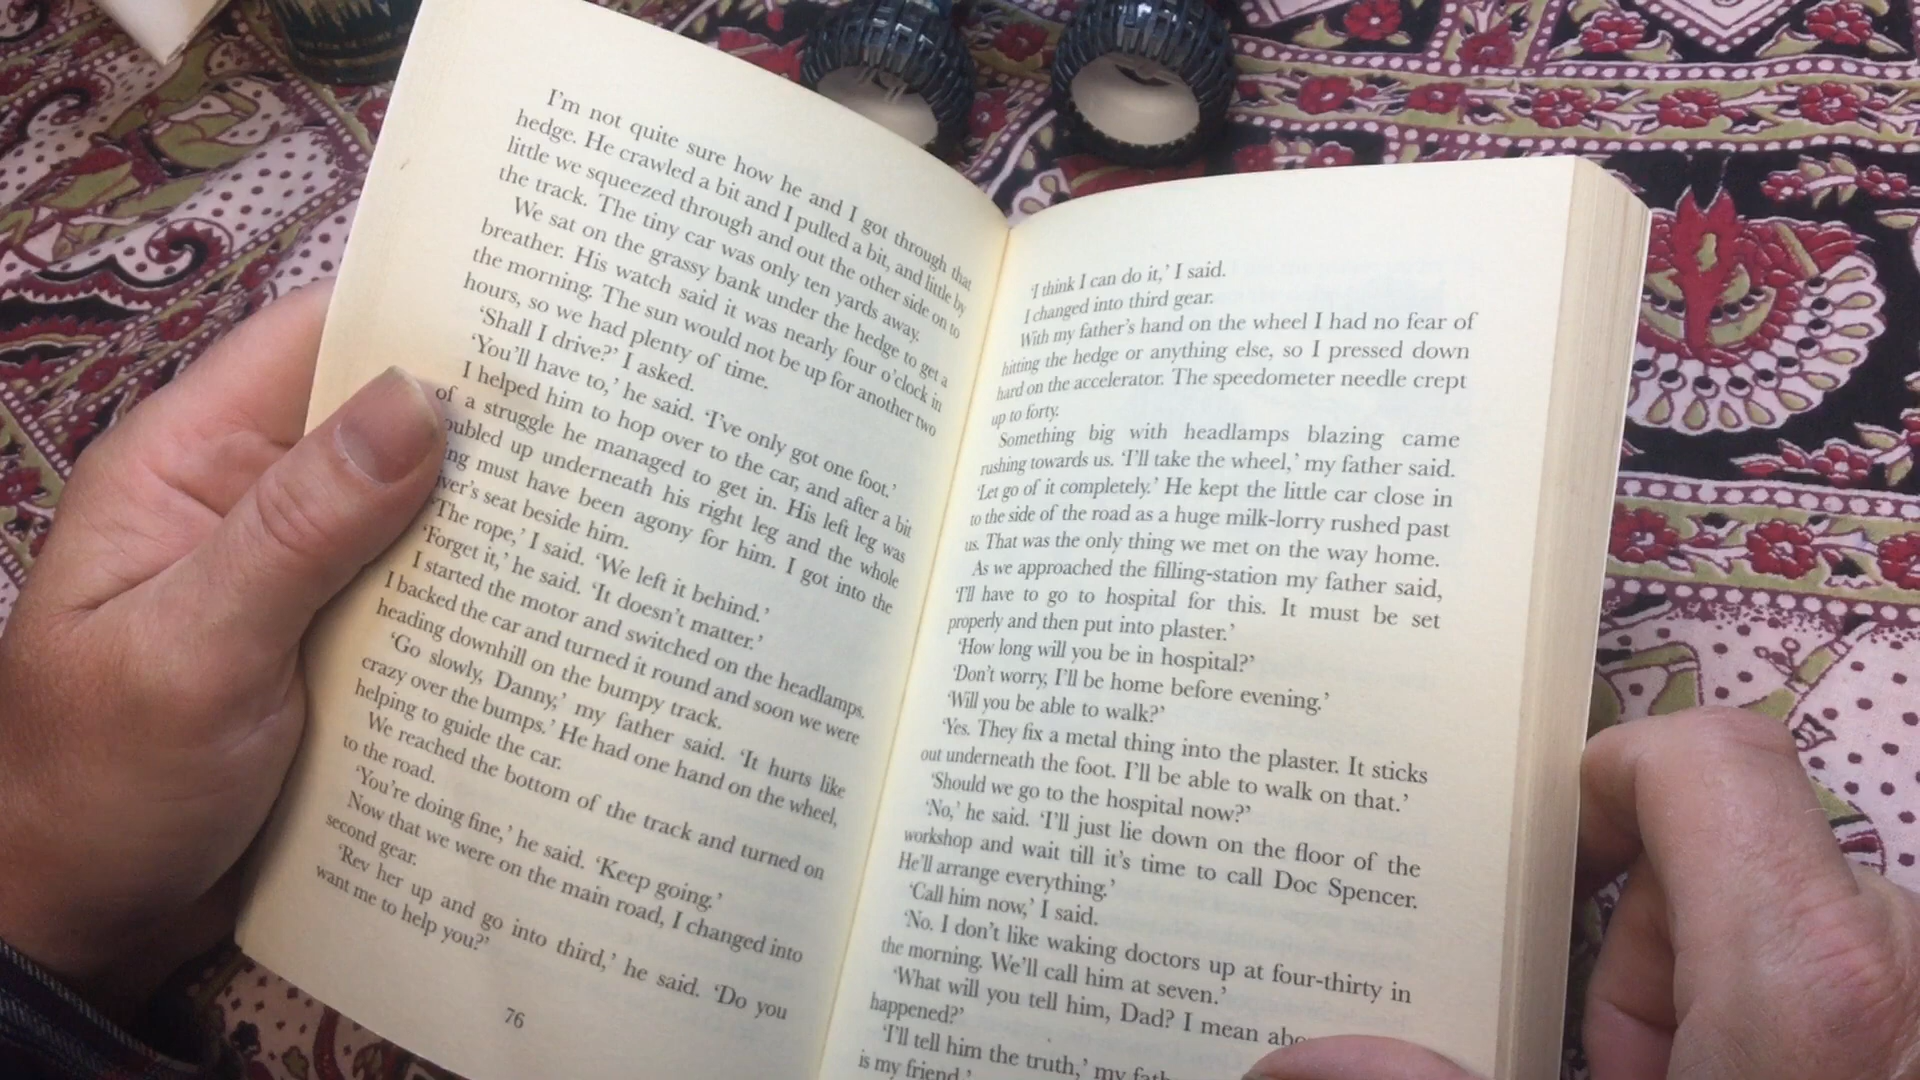 I'm not quite sure how he and I got through that
hedge. He crawled a bit and I pulled a bit, and little by
little we squeezed through and out the other side on to
the track. The tiny car was only ten yards away.
We sat on the grassy bank under the hedge to get a
breather. His watch said it was nearly four o'clock in
the morning. The sun would not be up for another two
hours, so we had plenty of time.
'Shall I drive?' I asked.
'You'll have to,' he said. 'I've only got one foot.'
I helped him to hop over to the car, and after a bit
of a struggle he managed to get in. His left leg was
oubled up underneath his right leg and the whole
ing must have been agony for him. I got into the
iver's seat beside him.
'The rope,' I said. 'We left it behind.'
'Forget it,' he said. 'It doesn't matter.'
I started the motor and switched on the headlamps.
I backed the car and turned it round and soon we were
heading downhill on the bumpy track.
'Go slowly, Danny,' my father said. 'It hurts like
crazy over the bumps.' He had one hand on the wheel,
helping to guide the car.
We reached the bottom of the track and turned on
to the road.
'You're doing fine,' he said. 'Keep going.'
Now that we were on the main road, I changed into
second gear.
'Rev her up and go into third,' he said. 'Do you
want me to help you?'
76
'I think I can do it,' I said.
I changed into third gear.
With my father's hand on the wheel I had no fear of
hitting the hedge or anything else, so I pressed down
hard on the accelerator. The speedometer needle crept
up to forty.
Something big with headlamps blazing came
rushing towards us. 'I'll take the wheel,' my father said.
'Let go of it completely.' He kept the little car close in
to the side of the road as a huge milk-lorry rushed past
us. That was the only thing we met on the way home.
As we approached the filling-station my father said,
'I'll have to go to hospital for this. It must be set
properly and then put into plaster.'
'How long will you be in hospital?'
'Don't worry, I'll be home before evening.'
'Will you be able to walk?'
'Yes. They fix a metal thing into the plaster. It sticks
out underneath the foot. I'll be able to walk on that.'
'Should we go to the hospital now?'
'No,' he said. 'I'll just lie down on the floor of the
workshop and wait till it's time to call Doc Spencer.
He'll arrange everything.'
'Call him now,' I said.
'No. I don't like waking doctors up at four-thirty in
the morning. We'll call him at seven.'
'What will you tell him, Dad? I mean abo
happened?'
'I'll tell him the truth,' my fath
is my friend.'